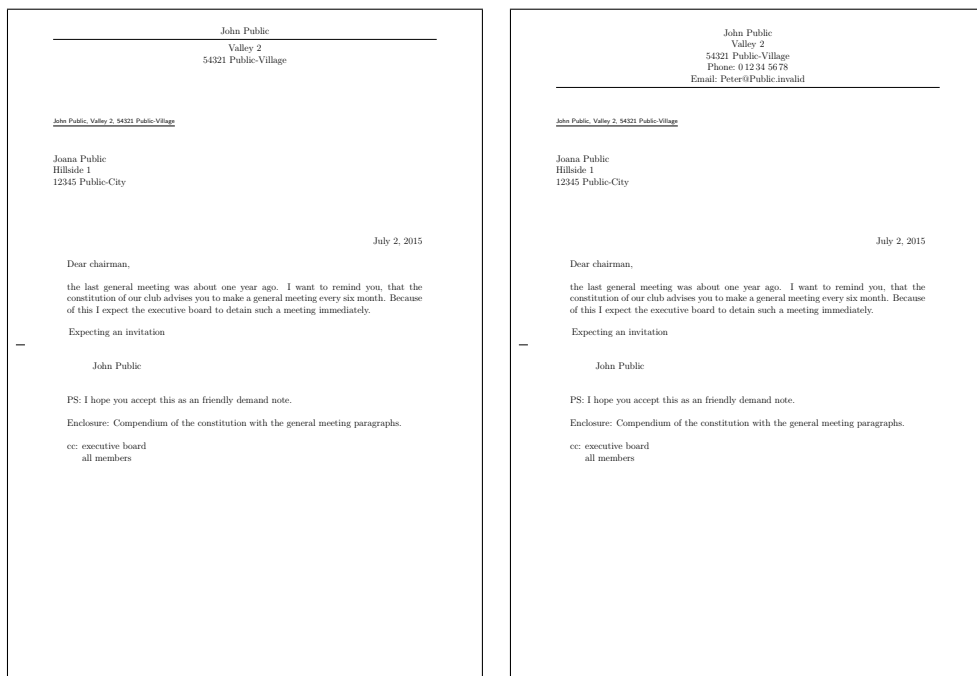 John Public
Valley 2
54321 Public-Village
John Public, Valley 2, 54321 Public-Village
Joana Public
Hillside 1
12345 Public-City
July 2, 2015
Dear chairman,
the last general meeting was about one year ago. I want to remind you, that the
constitution of our club advises you to make a general meeting every six month. Because
of this I expect the executive board to detain such a meeting immediately.
Expecting an invitation
John Public
PS: I hope you accept this as an friendly demand note.
Enclosure: Compendium of the constitution with the general meeting paragraphs.
cc: executive board
all members
John Public
Valley 2
54321 Public-Village
Phone: 0 12 34 56 78
Email: Peter@Public.invalid
John Public, Valley 2, 54321 Public-Village
Joana Public
Hillside 1
12345 Public-City
July 2, 2015
Dear chairman,
the last general meeting was about one year ago. I want to remind you, that the
constitution of our club advises you to make a general meeting every six month. Because
of this I expect the executive board to detain such a meeting immediately.
Expecting an invitation
John Public
PS: I hope you accept this as an friendly demand note.
Enclosure: Compendium of the constitution with the general meeting paragraphs.
cc: executive board
all members